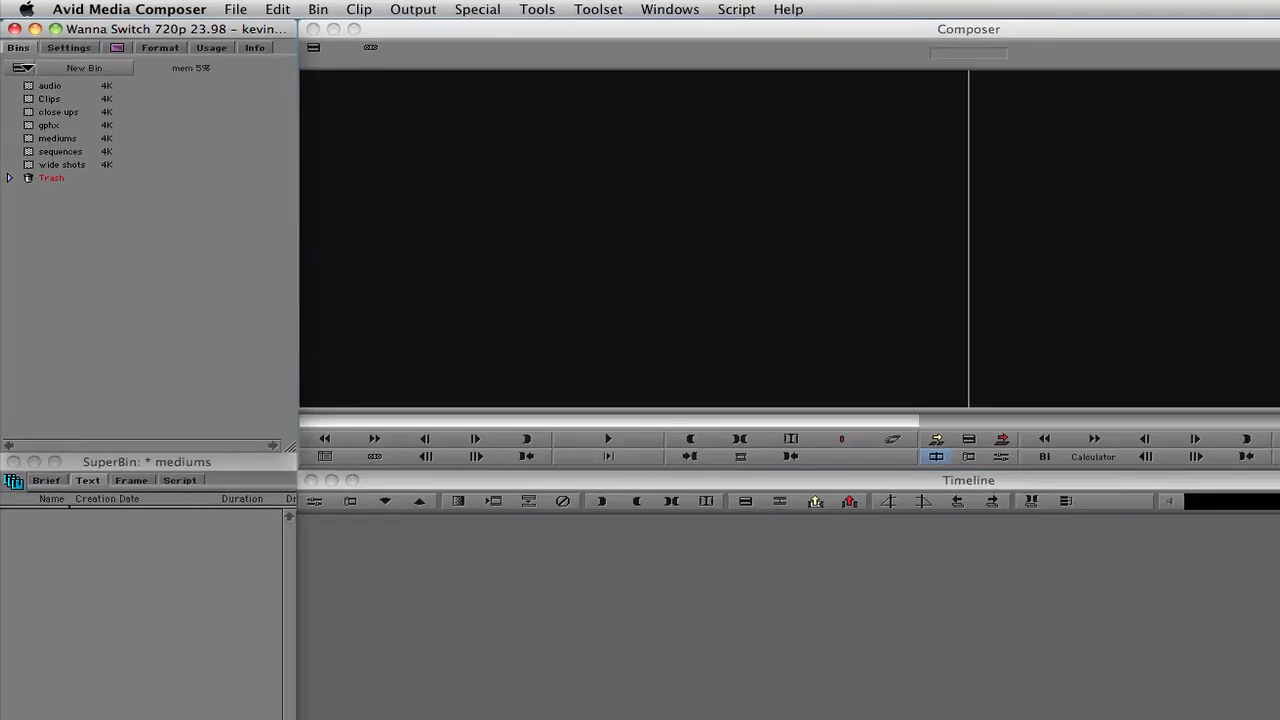 Avid Media Composer File Edit Bin Clip Output Special Tools Toolset Windows Script Help
Wanna Switch 720p 23.98 - kevin...
Composer
Bins Settings Format Usage Info
New Bin mem 5%
audio 4K
Clips 4K
close ups 4K
gphx 4K
mediums 4K
sequences 4K
wide shots 4K
Trash
BI Calculator
SuperBin: * mediums
Timeline
Brief Text Frame Script
Name Creation Date Duration Dr